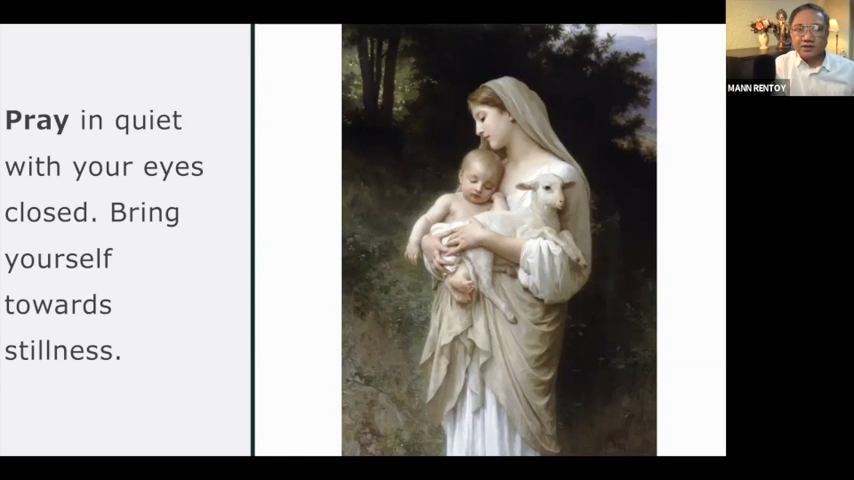 Pray in quiet
with your eyes
closed. Bring
yourself
towards
stillness.
MANN RENTOY